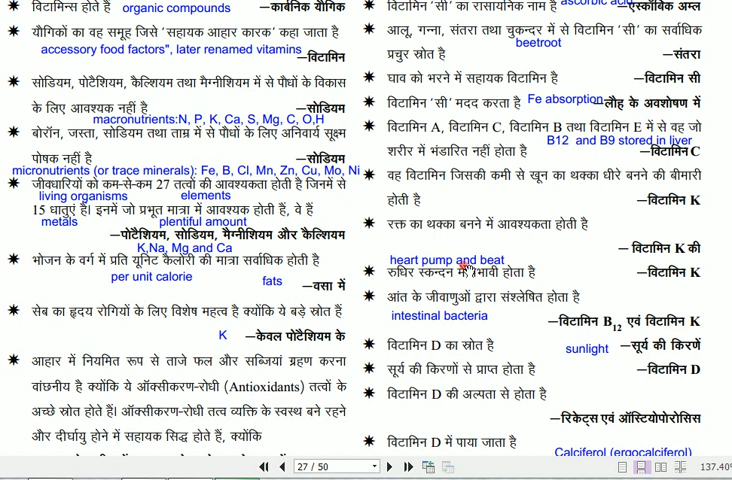 विटामिन्स होते हैं organic compounds —कार्बनिक यौगिक
यौगिकों का वह समूह जिसे 'सहायक आहार कारक' कहा जाता है
accessory food factors", later renamed vitamins
—विटामिन
सोडियम, पोटैशियम, कैल्शियम तथा मैग्नीशियम में से पौधों के विकास
के लिए आवश्यक नहीं है —सोडियम
macronutrients:N, P, K, Ca, S, Mg, C, O,H
बोरॉन, जस्ता, सोडियम तथा ताम्र में से पौधों के लिए अनिवार्य सूक्ष्म
पोषक नहीं है —सोडियम
micronutrients (or trace minerals): Fe, B, Cl, Mn, Zn, Cu, Mo, Ni
जीवधारियों को कम-से-कम 27 तत्वों की आवश्यकता होती है जिनमें से
living organisms elements
15 धातुएं हैं। इनमें जो प्रभूत मात्रा में आवश्यक होती हैं, वे हैं
metals plentiful amount
—पोटैशियम, सोडियम, मैग्नीशियम और कैल्शियम
K,Na, Mg and Ca
भोजन के वर्ग में प्रति यूनिट कैलोरी की मात्रा सर्वाधिक होती है
per unit calorie fats
—वसा में
सेब का हृदय रोगियों के लिए विशेष महत्व है क्योंकि ये बड़े स्रोत हैं
K —केवल पोटैशियम के
आहार में नियमित रूप से ताजे फल और सब्जियां ग्रहण करना
वांछनीय है क्योंकि ये ऑक्सीकरण-रोधी (Antioxidants) तत्वों के
अच्छे स्रोत होते हैं। ऑक्सीकरण-रोधी तत्व व्यक्ति के स्वस्थ बने रहने
और दीर्घायु होने में सहायक सिद्ध होते हैं, क्योंकि
विटामिन 'सी' का रासायनिक नाम है ascorbic acid —एस्कॉर्बिक अम्ल
आलू, गन्ना, संतरा तथा चुकन्दर में से विटामिन 'सी' का सर्वाधिक
beetroot
प्रचुर स्रोत है —संतरा
घाव को भरने में सहायक विटामिन है —विटामिन सी
विटामिन 'सी' मदद करता है Fe absorption —लौह के अवशोषण में
विटामिन A, विटामिन C, विटामिन B तथा विटामिन E में से वह जो
B12 and B9 stored in liver
शरीर में भंडारित नहीं होता है —विटामिन C
वह विटामिन जिसकी कमी से खून का थक्का धीरे बनने की बीमारी
होती है —विटामिन K
रक्त का थक्का बनने में आवश्यकता होती है
—विटामिन K की
heart pump and beat
रुधिर स्कन्दन में प्रभावी होता है —विटामिन K
आंत के जीवाणुओं द्वारा संश्लेषित होता है
intestinal bacteria
—विटामिन B12 एवं विटामिन K
विटामिन D का स्रोत है sunlight —सूर्य की किरणें
सूर्य की किरणों से प्राप्त होता है —विटामिन D
विटामिन D की अल्पता से होता है
—रिकेट्स एवं ऑस्टियोपोरोसिस
विटामिन D में पाया जाता है
Calciferol (ergocalciferol)
27 / 50
137.40